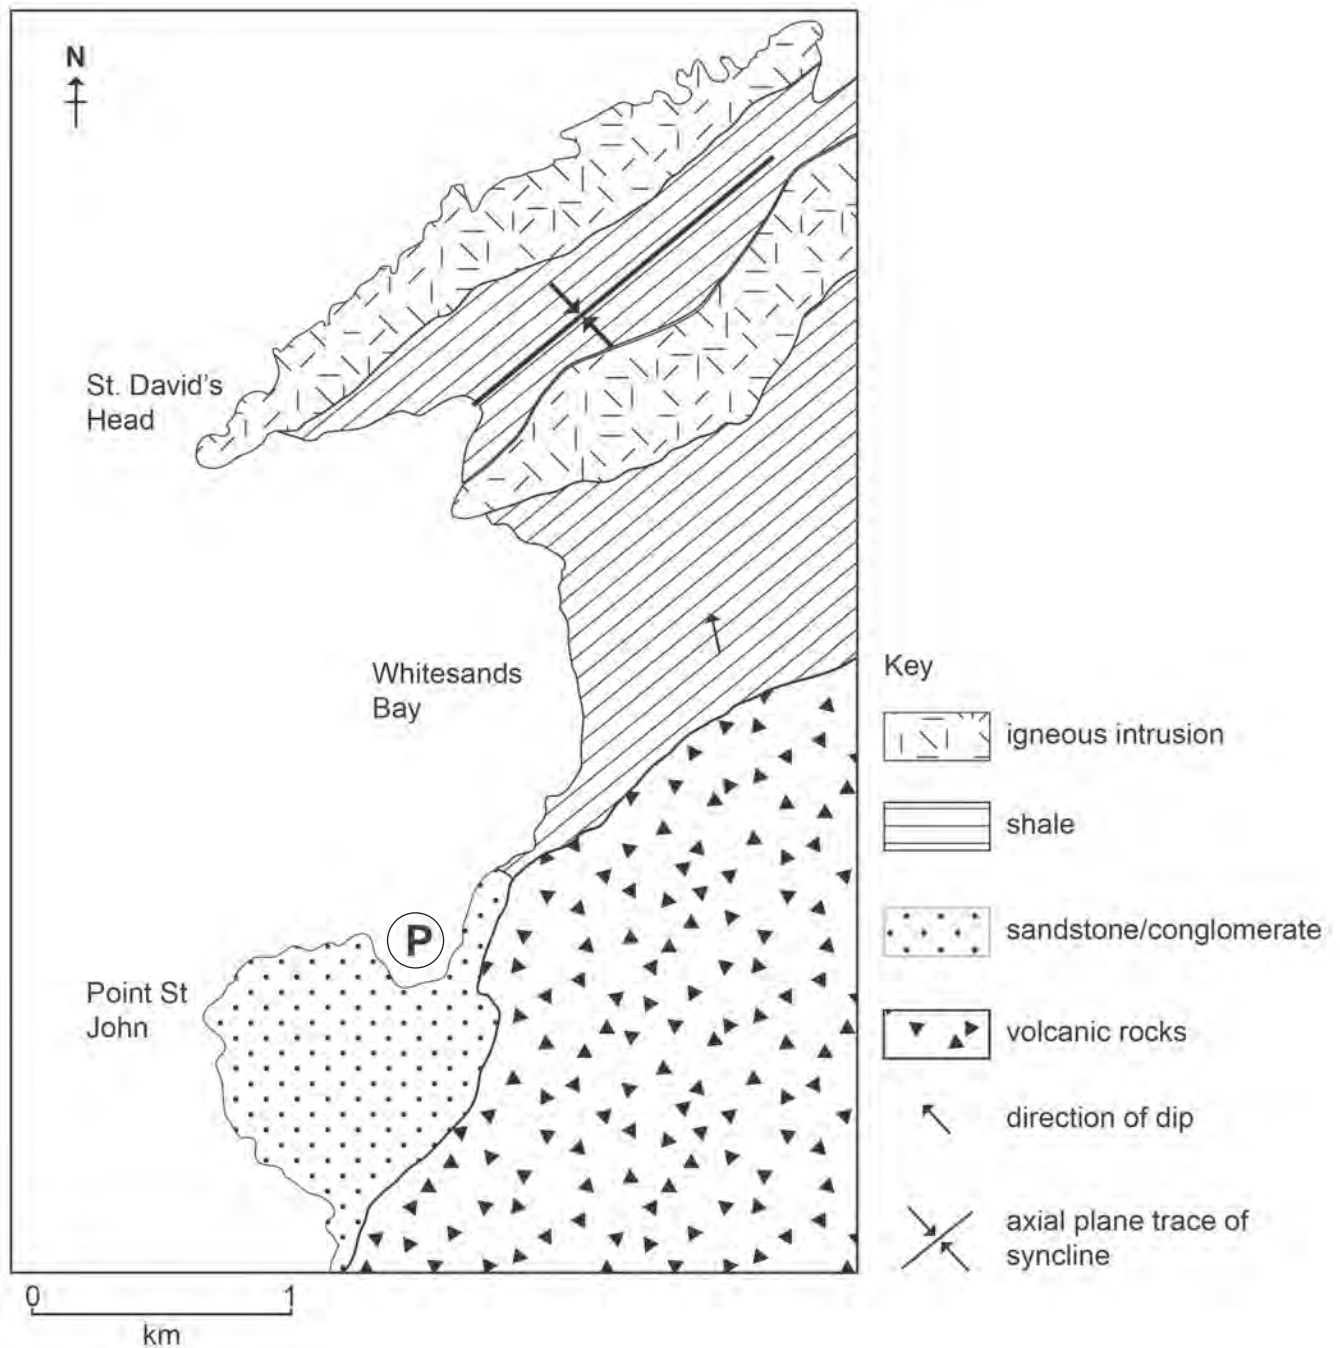 N
St. David's
Head
Whitesands
Bay
P
Point St
John
Key
igneous intrusion
shale
sandstone/conglomerate
volcanic rocks
direction of dip
axial plane trace of
syncline
0 1
km